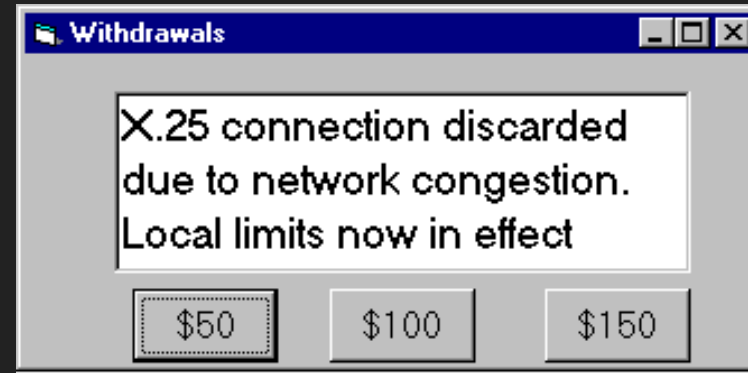 Withdrawals
X.25 connection discarded
due to network congestion.
Local limits now in effect
$50 $100 $150